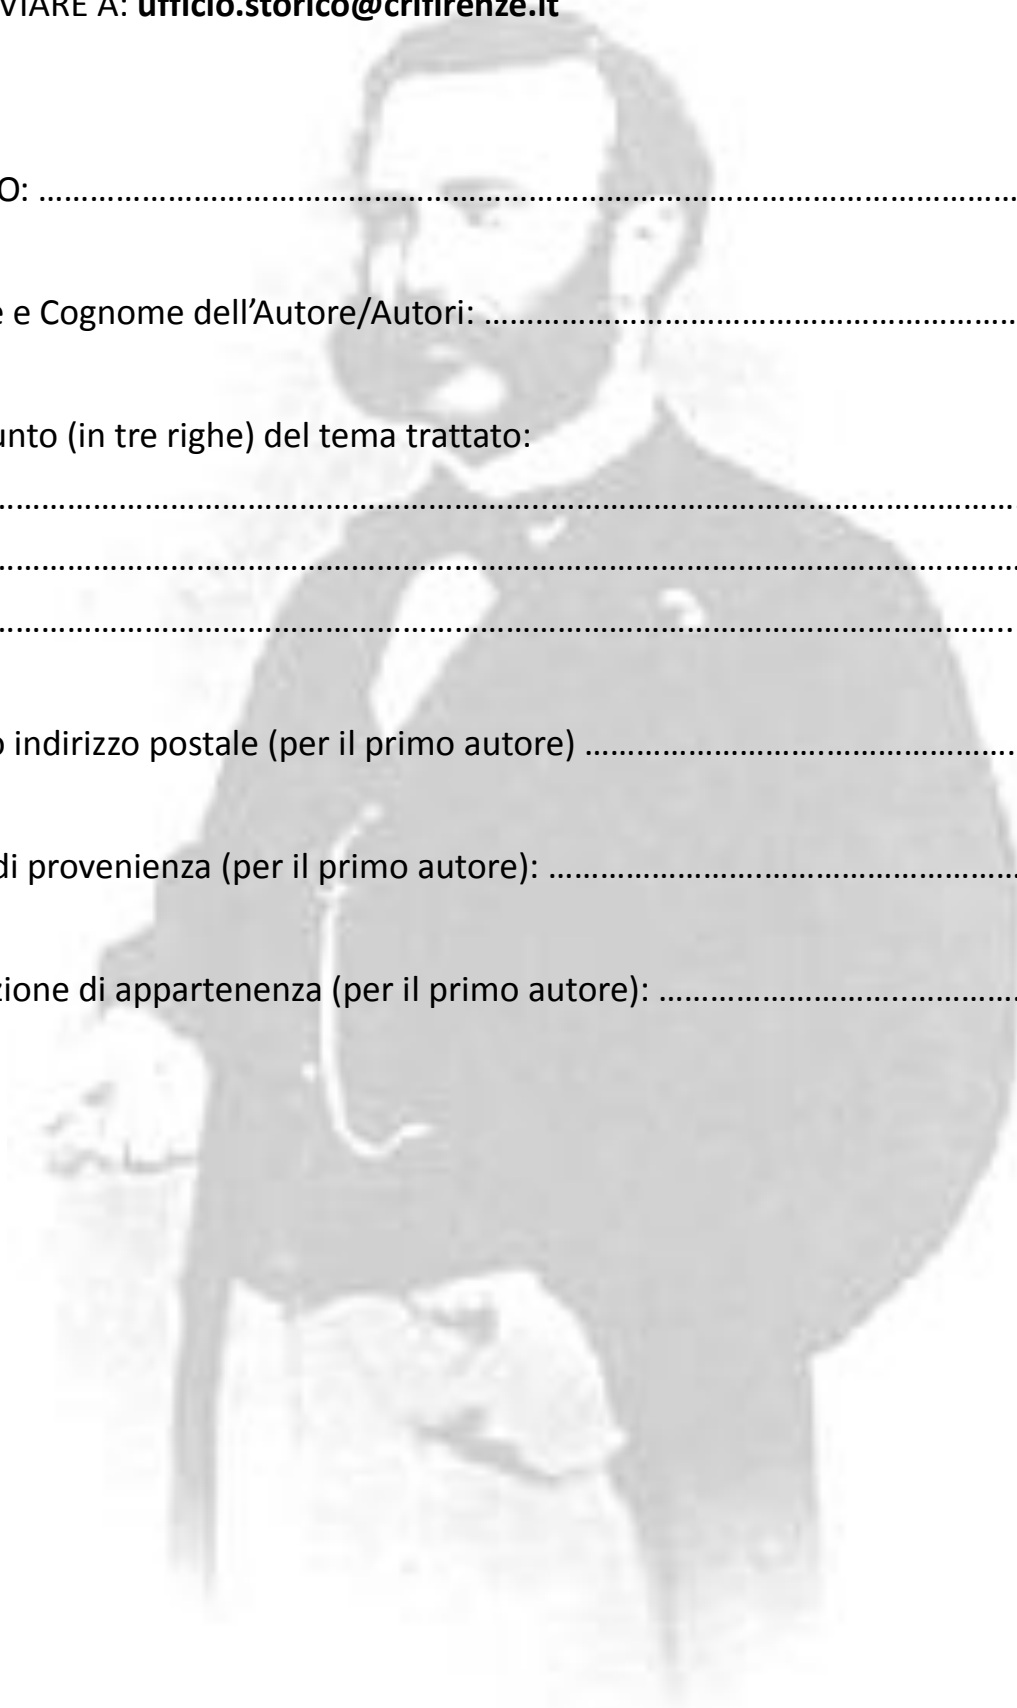 VIARE A: ufficio.storico@crifirenze.it
O: ……………………………………………………………………………………………………
e e Cognome dell’Autore/Autori: ……………………………………………………
unto (in tre righe) del tema trattato:
……………………………………………………………………………………………………………
……………………………………………………………………………………………………………
……………………………………………………………………………………………………………
o indirizzo postale (per il primo autore) …………………………………………..
di provenienza (per il primo autore): ………………………………………………
zione di appartenenza (per il primo autore): ……………………………………